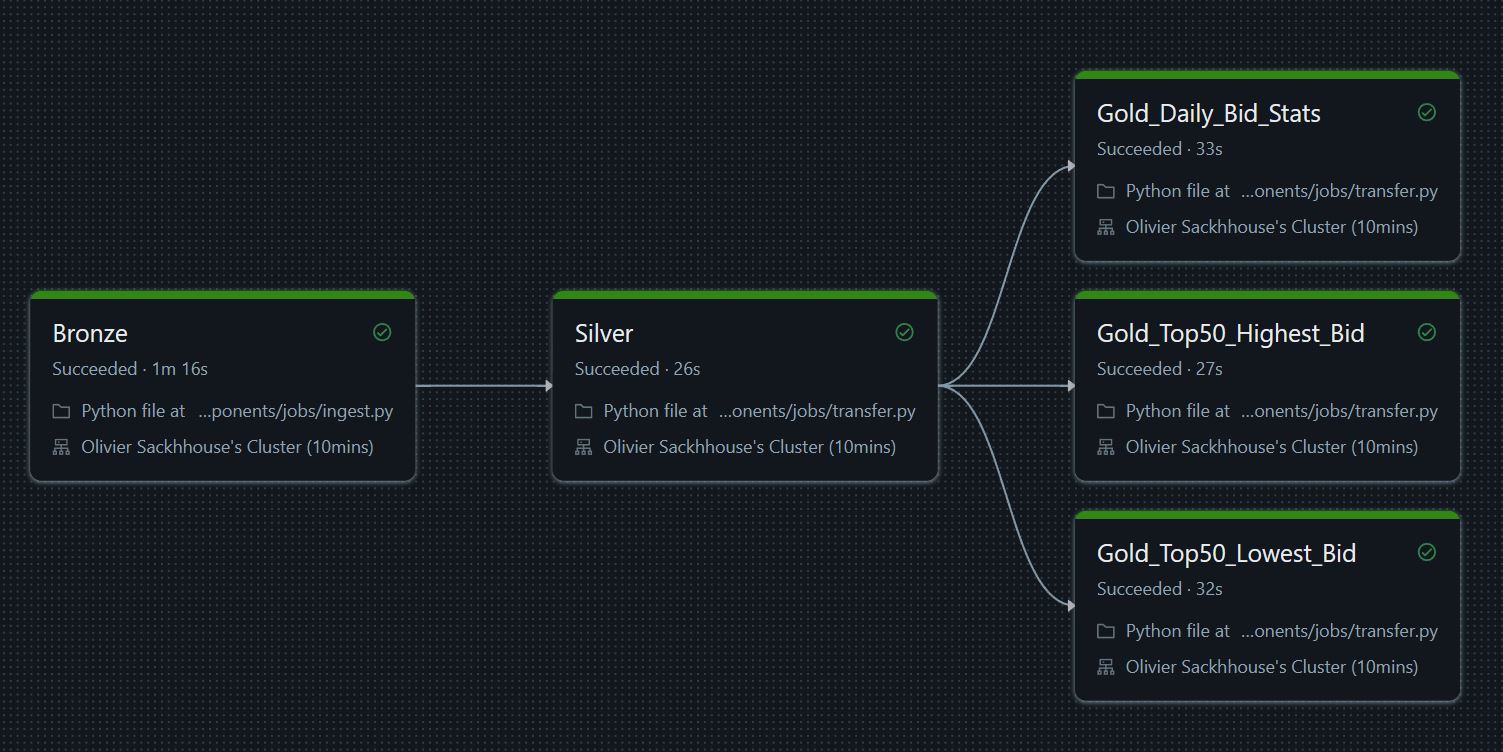 Gold_Daily_Bid_Stats
Succeeded · 33s
Python file at ...onents/jobs/transfer.py
Olivier Sackhhouse's Cluster (10mins)
Bronze
Succeeded · 1m 16s
Python file at ...ponents/jobs/ingest.py
Olivier Sackhhouse's Cluster (10mins)
Silver
Succeeded · 26s
Python file at ...onents/jobs/transfer.py
Olivier Sackhhouse's Cluster (10mins)
Gold_Top50_Highest_Bid
Succeeded · 27s
Python file at ...onents/jobs/transfer.py
Olivier Sackhhouse's Cluster (10mins)
Gold_Top50_Lowest_Bid
Succeeded · 32s
Python file at ...onents/jobs/transfer.py
Olivier Sackhhouse's Cluster (10mins)